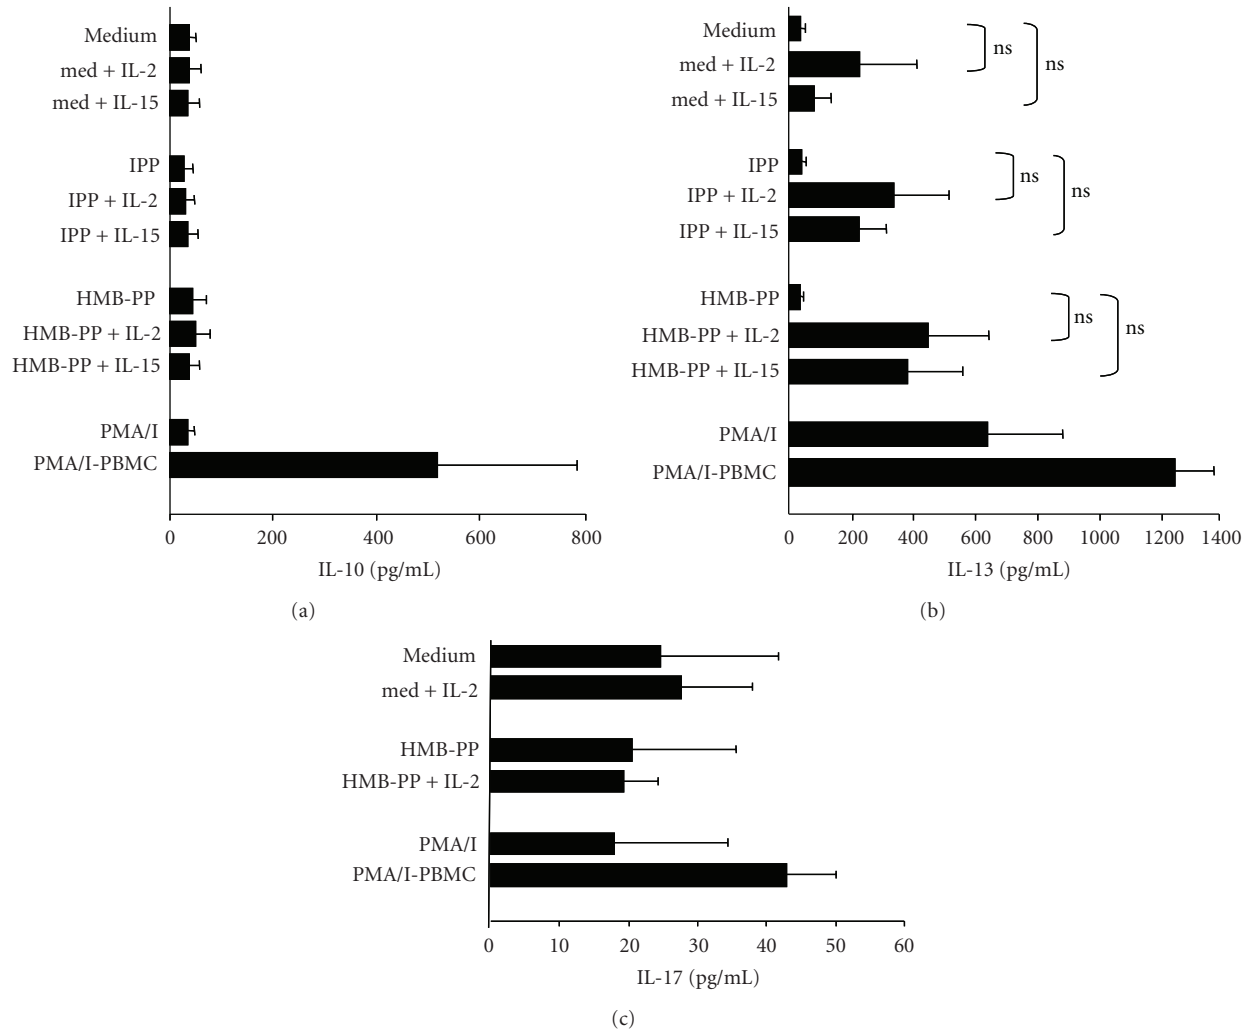 Medium
med + IL-2
med + IL-15
IPP
IPP + IL-2
IPP + IL-15
HMB-PP
HMB-PP + IL-2
HMB-PP + IL-15
PMA/I
PMA/I-PBMC
0 200 400 600 800
IL-10 (pg/mL)
(a)
Medium
med + IL-2
med + IL-15
ns
ns
IPP
IPP + IL-2
IPP + IL-15
ns
ns
HMB-PP
HMB-PP + IL-2
HMB-PP + IL-15
ns
ns
PMA/I
PMA/I-PBMC
0 200 400 600 800 1000 1200 1400
IL-13 (pg/mL)
(b)
Medium
med + IL-2
HMB-PP
HMB-PP + IL-2
PMA/I
PMA/I-PBMC
0 10 20 30 40 50 60
IL-17 (pg/mL)
(c)